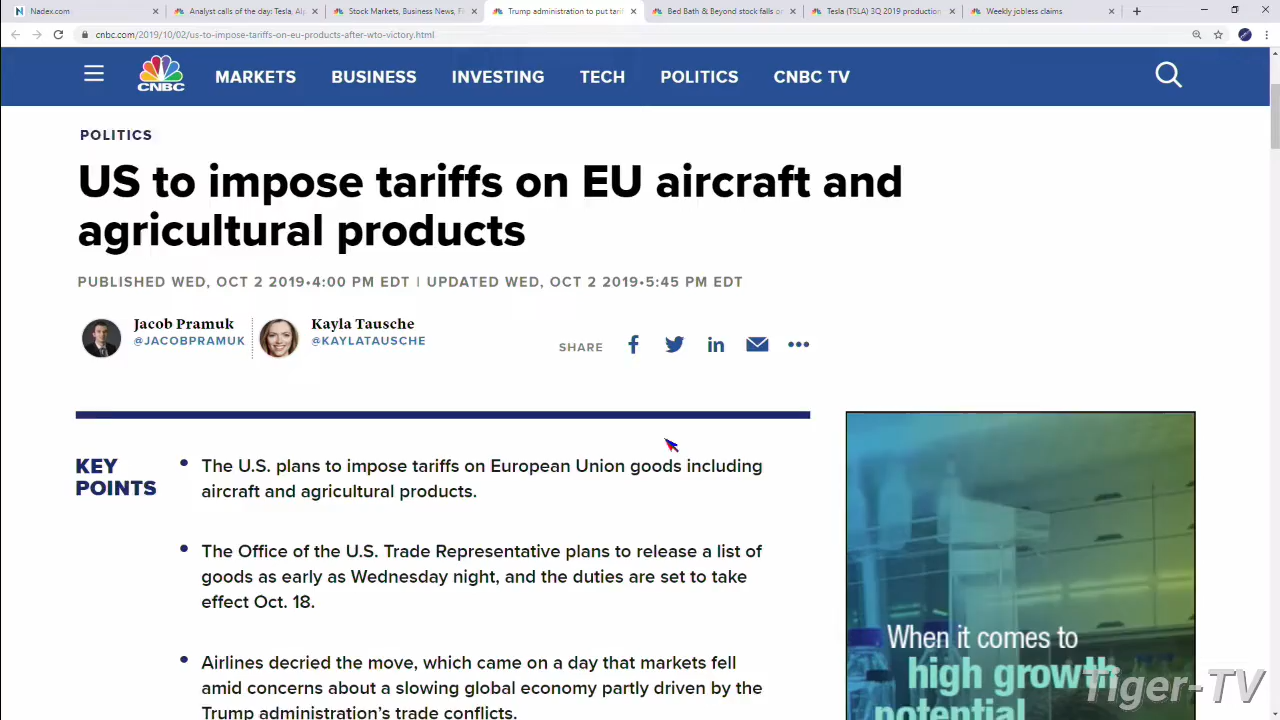 Nadex.com
Analyst calls of the day: Tesla, Al
Stock Markets, Business News, Fi
Trump administration to put tarif
Bed Bath & Beyond stock falls or
Tesla (TSLA) 3Q 2019 production
Weekly jobless claims
cnbc.com/2019/10/02/us-to-impose-tariffs-on-eu-products-after-wto-victory.html
CNBC
MARKETS BUSINESS INVESTING TECH POLITICS CNBC TV
POLITICS
US to impose tariffs on EU aircraft and
agricultural products
PUBLISHED WED, OCT 2 2019•4:00 PM EDT | UPDATED WED, OCT 2 2019•5:45 PM EDT
Jacob Pramuk
@JACOBPRAMUK
Kayla Tausche
@KAYLATAUSCHE
SHARE
KEY
POINTS
• The U.S. plans to impose tariffs on European Union goods including
aircraft and agricultural products.
• The Office of the U.S. Trade Representative plans to release a list of
goods as early as Wednesday night, and the duties are set to take
effect Oct. 18.
• Airlines decried the move, which came on a day that markets fell
amid concerns about a slowing global economy partly driven by the
Trump administration's trade conflicts.
When it comes to
high growth
potential
Tiger-TV